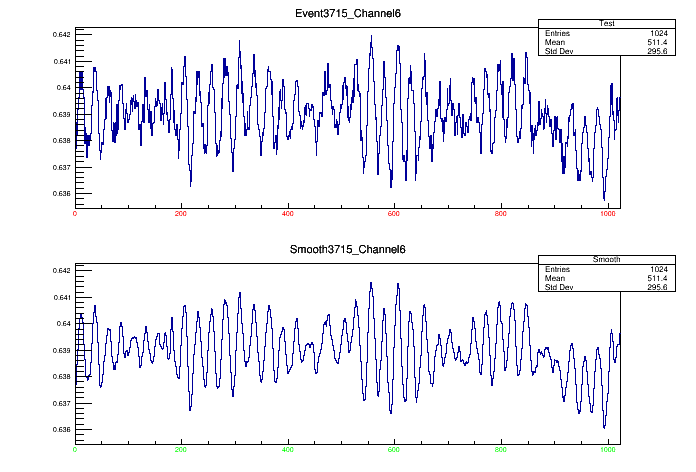 Event3715_Channel6
Test
Entries 1024
Mean 511.4
Std Dev 295.6
0.642
0.641
0.64
0.639
0.638
0.637
0.636
0 200 400 600 800 1000
Smooth3715_Channel6
Smooth
Entries 1024
Mean 511.4
Std Dev 295.6
0.642
0.641
0.64
0.639
0.638
0.637
0.636
0 200 400 600 800 1000